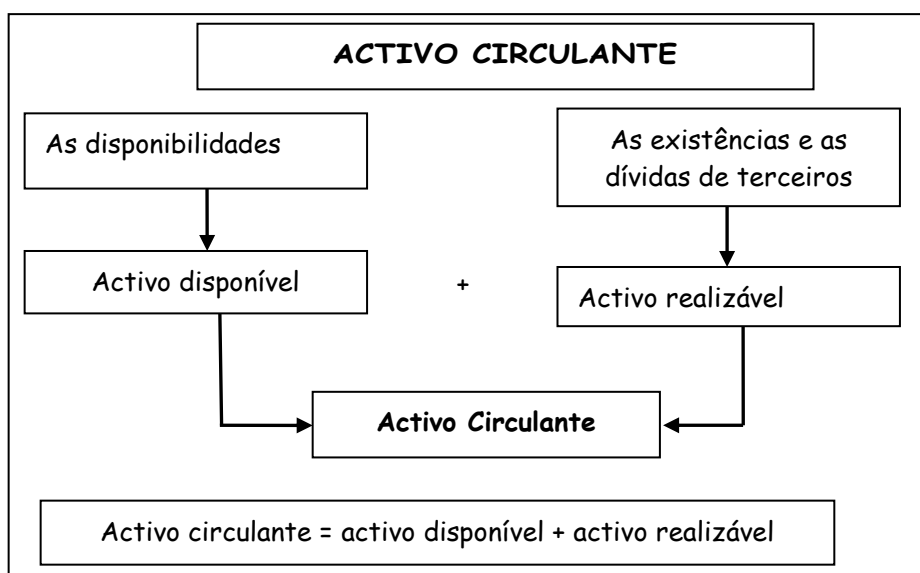 ACTIVO CIRCULANTE
As disponibilidades
As existências e as
dívidas de terceiros
Activo disponível
+
Activo realizável
Activo Circulante
Activo circulante = activo disponível + activo realizável